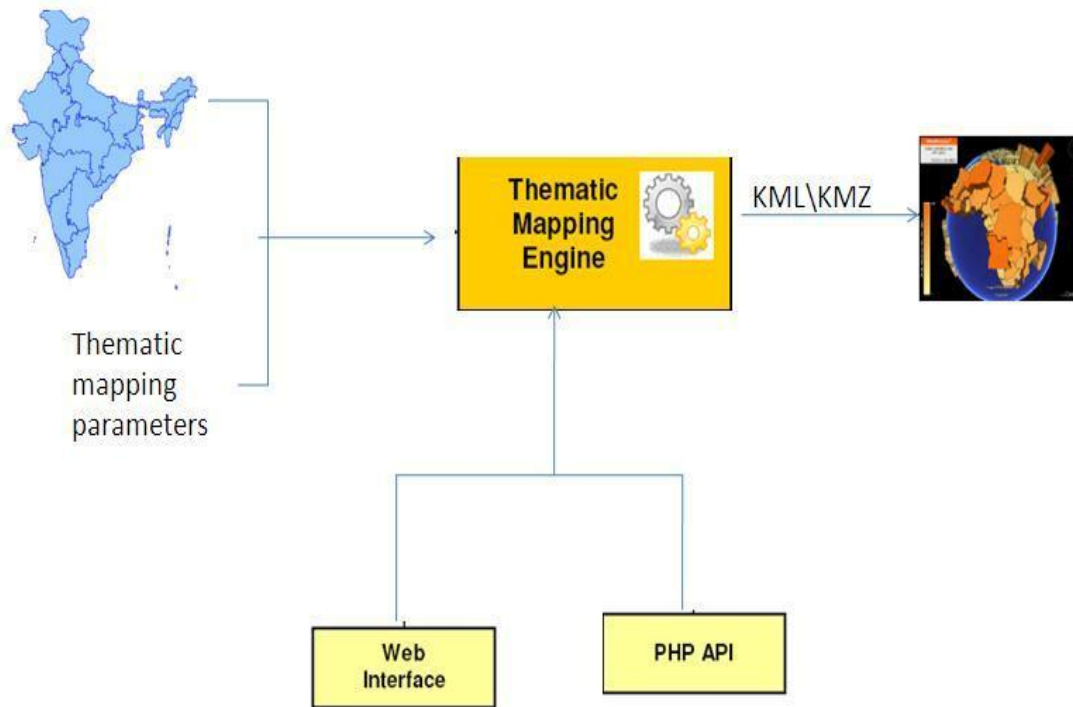 Thematic
Mapping
Engine
KML\KMZ
Thematic
mapping
parameters
Web
Interface
PHP API